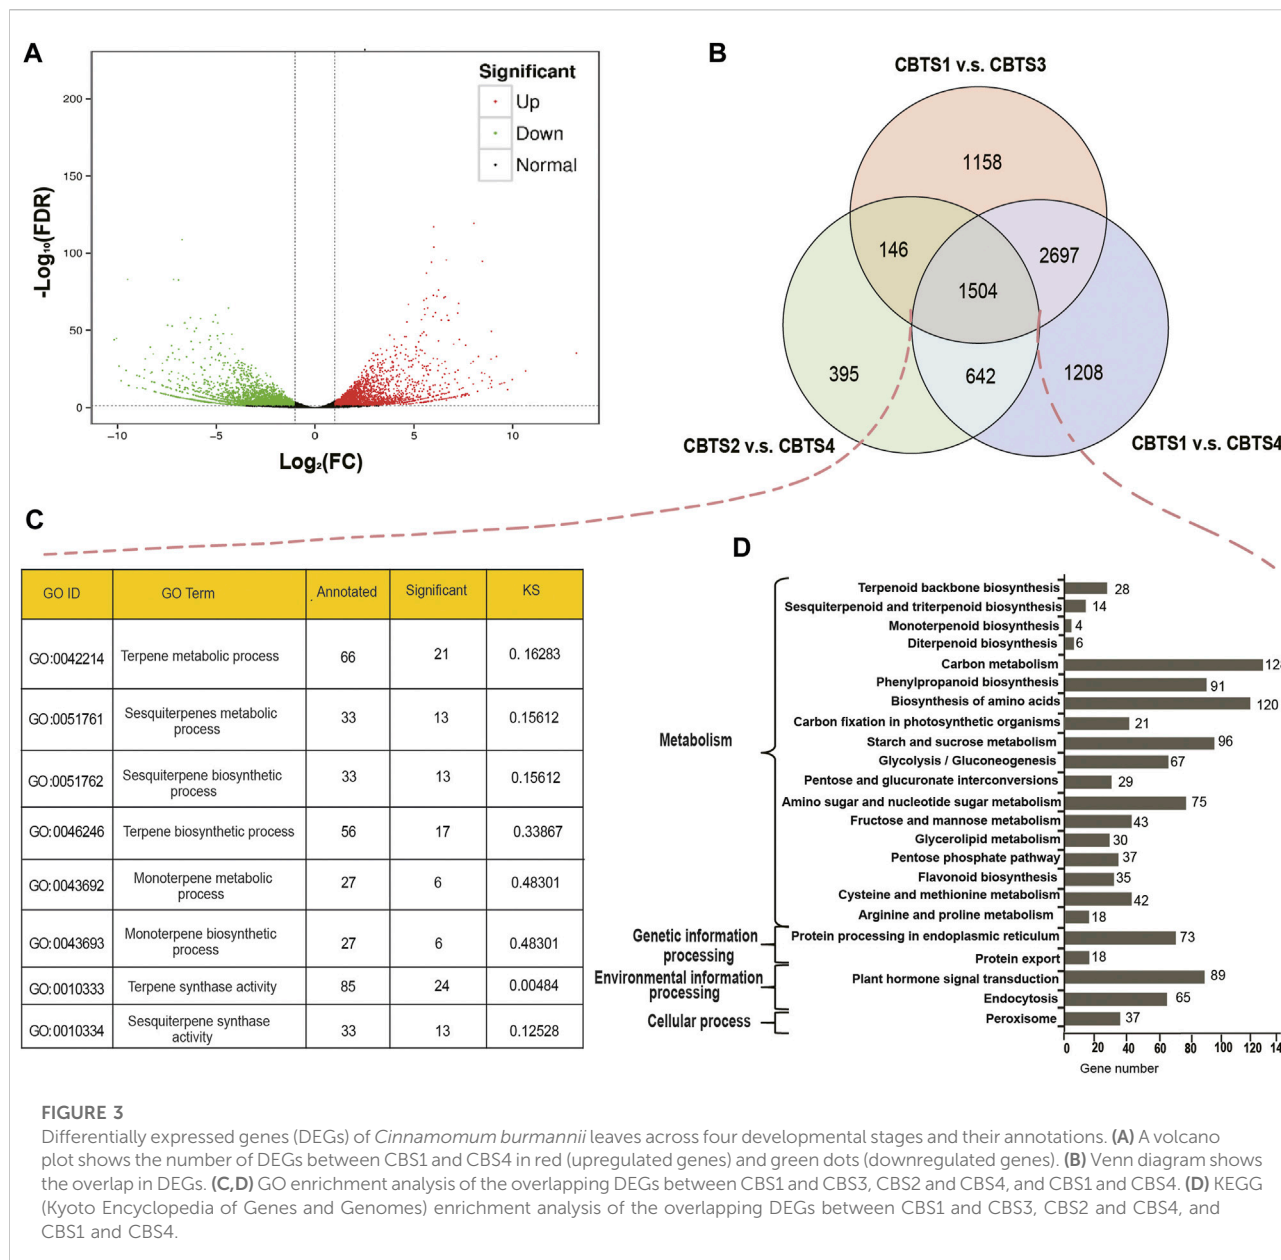 A
Significant
Up
Down
Normal
200
150
100
50
0
-Log₁₀(FDR)
−10
−5
0
5
10
Log₂(FC)
B
CBTS1 v.s. CBTS3
1158
146
2697
1504
395
642
1208
CBTS2 v.s. CBTS4
CBTS1 v.s. CBTS4
C
GO ID GO Term Annotated Significant KS
GO:0042214 Terpene metabolic process 66 21 0. 16283
GO:0051761 Sesquiterpenes metabolic process 33 13 0.15612
GO:0051762 Sesquiterpene biosynthetic process 33 13 0.15612
GO:0046246 Terpene biosynthetic process 56 17 0.33867
GO:0043692 Monoterpene metabolic process 27 6 0.48301
GO:0043693 Monoterpene biosynthetic process 27 6 0.48301
GO:0010333 Terpene synthase activity 85 24 0.00484
GO:0010334 Sesquiterpene synthase activity 33 13 0.12528
D
Metabolism
Terpenoid backbone biosynthesis 28
Sesquiterpenoid and triterpenoid biosynthesis 14
Monoterpenoid biosynthesis 4
Diterpenoid biosynthesis 6
Carbon metabolism
Phenylpropanoid biosynthesis 91
Biosynthesis of amino acids 120
Carbon fixation in photosynthetic organisms 21
Starch and sucrose metabolism 96
Glycolysis / Gluconeogenesis 67
Pentose and glucuronate interconversions 29
Amino sugar and nucleotide sugar metabolism 75
Fructose and mannose metabolism 43
Glycerolipid metabolism 30
Pentose phosphate pathway 37
Flavonoid biosynthesis 35
Cysteine and methionine metabolism 42
Arginine and proline metabolism 18
Genetic information
processing
Protein processing in endoplasmic reticulum 73
Protein export 18
Environmental information
processing
Plant hormone signal transduction 89
Endocytosis 65
Cellular process
Peroxisome 37
0 20 40 60 80 100 120
Gene number
FIGURE 3
Differentially expressed genes (DEGs) of Cinnamomum burmannii leaves across four developmental stages and their annotations. (A) A volcano
plot shows the number of DEGs between CBS1 and CBS4 in red (upregulated genes) and green dots (downregulated genes). (B) Venn diagram shows
the overlap in DEGs. (C,D) GO enrichment analysis of the overlapping DEGs between CBS1 and CBS3, CBS2 and CBS4, and CBS1 and CBS4. (D) KEGG
(Kyoto Encyclopedia of Genes and Genomes) enrichment analysis of the overlapping DEGs between CBS1 and CBS3, CBS2 and CBS4, and
CBS1 and CBS4.